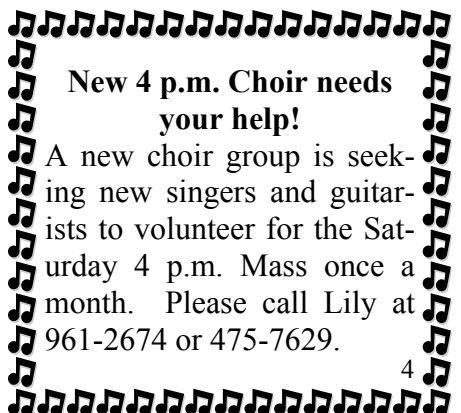 New 4 p.m. Choir needs
your help!
A new choir group is seek-
ing new singers and guitar-
ists to volunteer for the Sat-
urday 4 p.m. Mass once a
month. Please call Lily at
961-2674 or 475-7629.
4